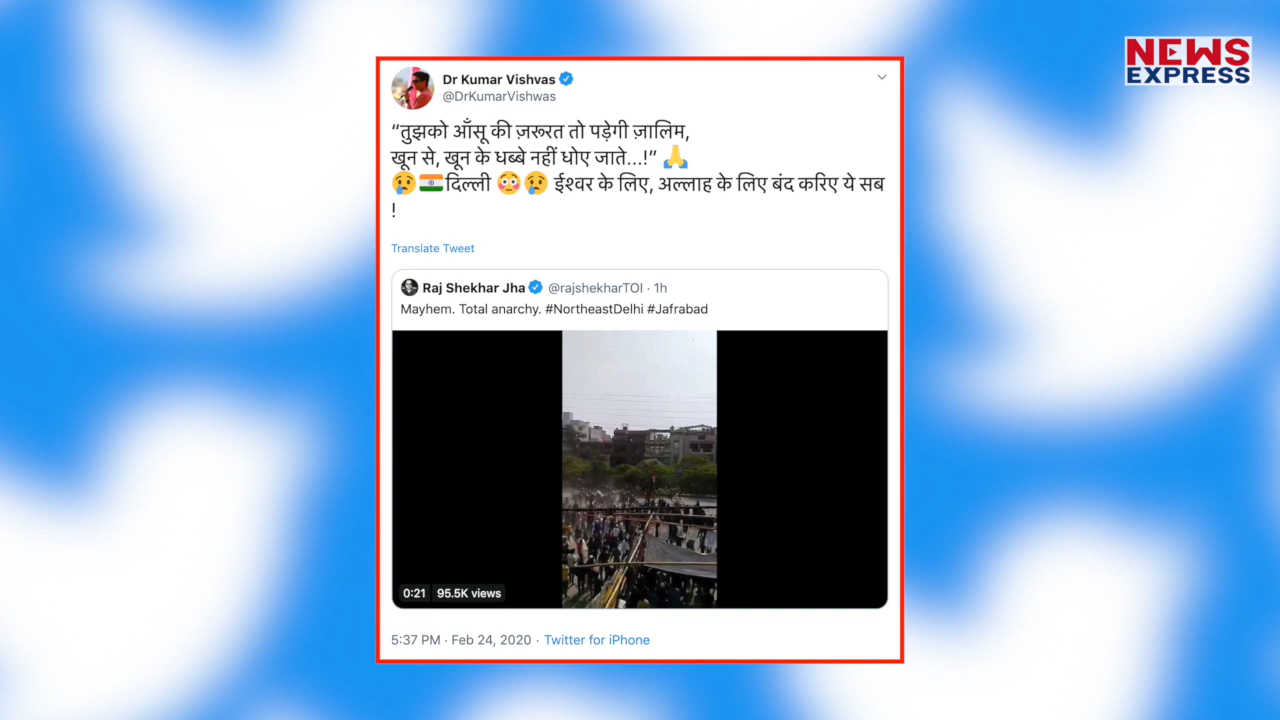 NEWS
EXPRESS
Dr Kumar Vishvas
@DrKumarVishwas
“तुझको आँसू की ज़रूरत तो पड़ेगी ज़ालिम,
खून से, खून के धब्बे नहीं धोए जाते...!” 🙏
😢🇮🇳दिल्ली 😳😢 ईश्वर के लिए, अल्लाह के लिए बंद करिए ये सब
!
Translate Tweet
Raj Shekhar Jha @rajshekharTOI · 1h
Mayhem. Total anarchy. #NortheastDelhi #Jafrabad
0:21 95.5K views
5:37 PM · Feb 24, 2020 · Twitter for iPhone